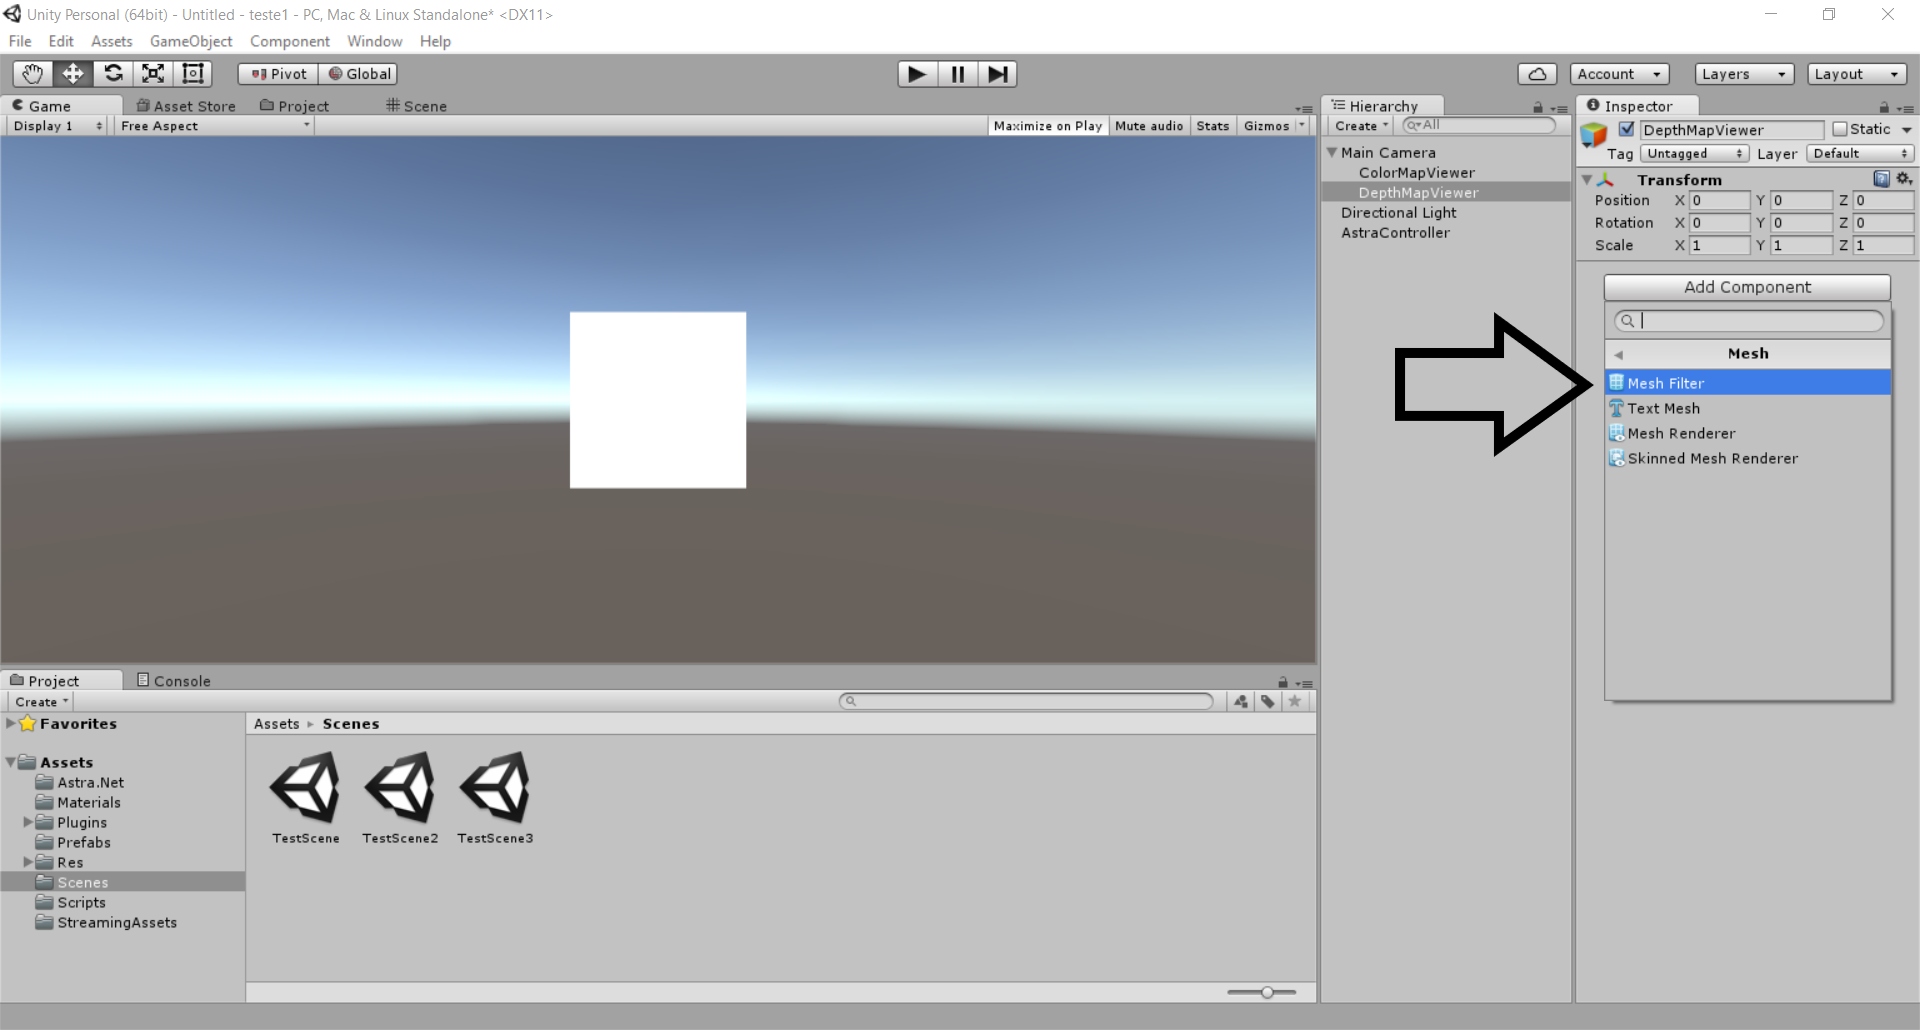 Unity Personal (64bit) - Untitled - teste1 - PC, Mac & Linux Standalone* <DX11>
File Edit Assets GameObject Component Window Help
Pivot Global Account Layers Layout
Game Asset Store Project Scene
Display 1 Free Aspect Maximize on Play Mute audio Stats Gizmos
Hierarchy
Create All
Main Camera
ColorMapViewer
DepthMapViewer
Directional Light
AstraController
Inspector
DepthMapViewer Static
Tag Untagged Layer Default
Transform
Position X 0 Y 0 Z 0
Rotation X 0 Y 0 Z 0
Scale X 1 Y 1 Z 1
Add Component
Mesh
Mesh Filter
Text Mesh
Mesh Renderer
Skinned Mesh Renderer
Project Console
Create
Favorites
Assets
Astra.Net
Materials
Plugins
Prefabs
Res
Scenes
Scripts
StreamingAssets
Assets Scenes
TestScene TestScene2 TestScene3